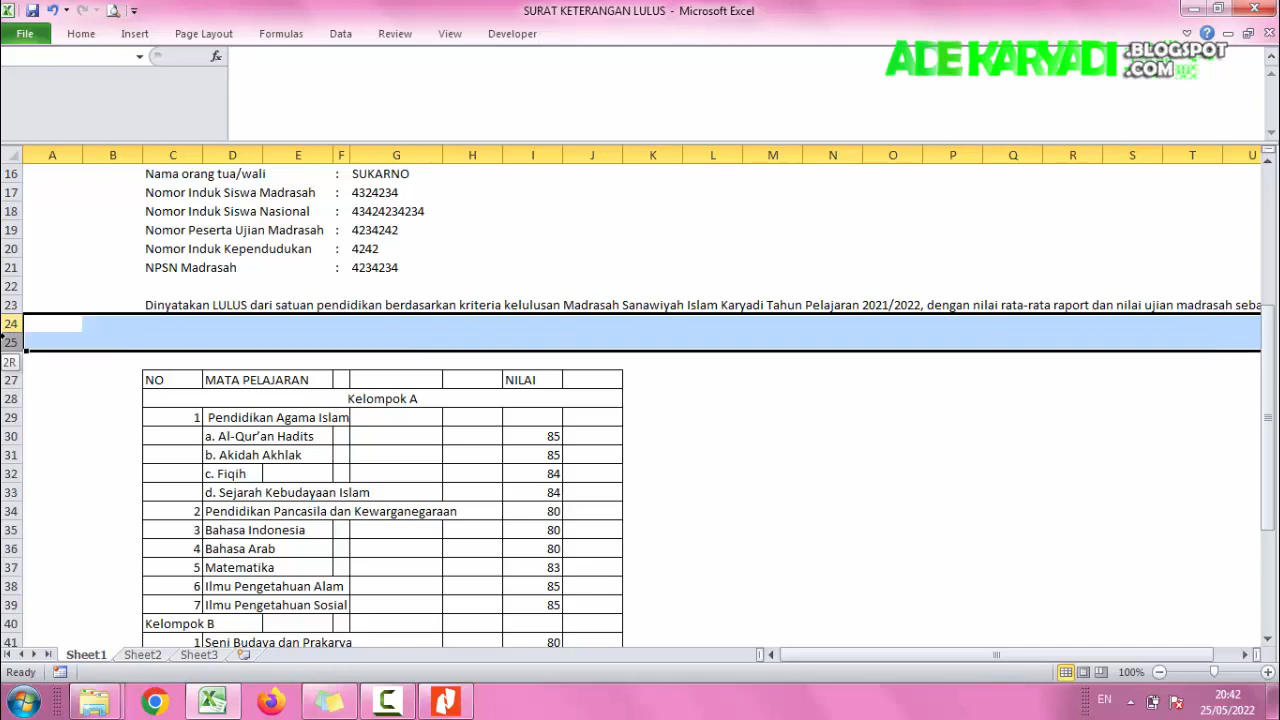 SURAT KETERANGAN LULUS - Microsoft Excel
File Home Insert Page Layout Formulas Data Review View Developer
ADE KARYADI .BLOGSPOT
.COM
fx
A B C D E F G H I J K L M N O P Q R S T U
16 Nama orang tua/wali : SUKARNO
17 Nomor Induk Siswa Madrasah : 4324234
18 Nomor Induk Siswa Nasional : 43424234234
19 Nomor Peserta Ujian Madrasah : 4234242
20 Nomor Induk Kependudukan : 4242
21 NPSN Madrasah : 4234234
22
23 Dinyatakan LULUS dari satuan pendidikan berdasarkan kriteria kelulusan Madrasah Sanawiyah Islam Karyadi Tahun Pelajaran 2021/2022, dengan nilai rata-rata raport dan nilai ujian madrasah seba
24
25
2R
27 NO MATA PELAJARAN NILAI
28 Kelompok A
29 1 Pendidikan Agama Islam
30 a. Al-Qur’an Hadits 85
31 b. Akidah Akhlak 85
32 c. Fiqih 84
33 d. Sejarah Kebudayaan Islam 84
34 2 Pendidikan Pancasila dan Kewarganegaraan 80
35 3 Bahasa Indonesia 80
36 4 Bahasa Arab 80
37 5 Matematika 83
38 6 Ilmu Pengetahuan Alam 85
39 7 Ilmu Pengetahuan Sosial 85
40 Kelompok B
41 1 Seni Budaya dan Prakarya 80
Sheet1 Sheet2 Sheet3
Ready 100%
EN 20:42
25/05/2022